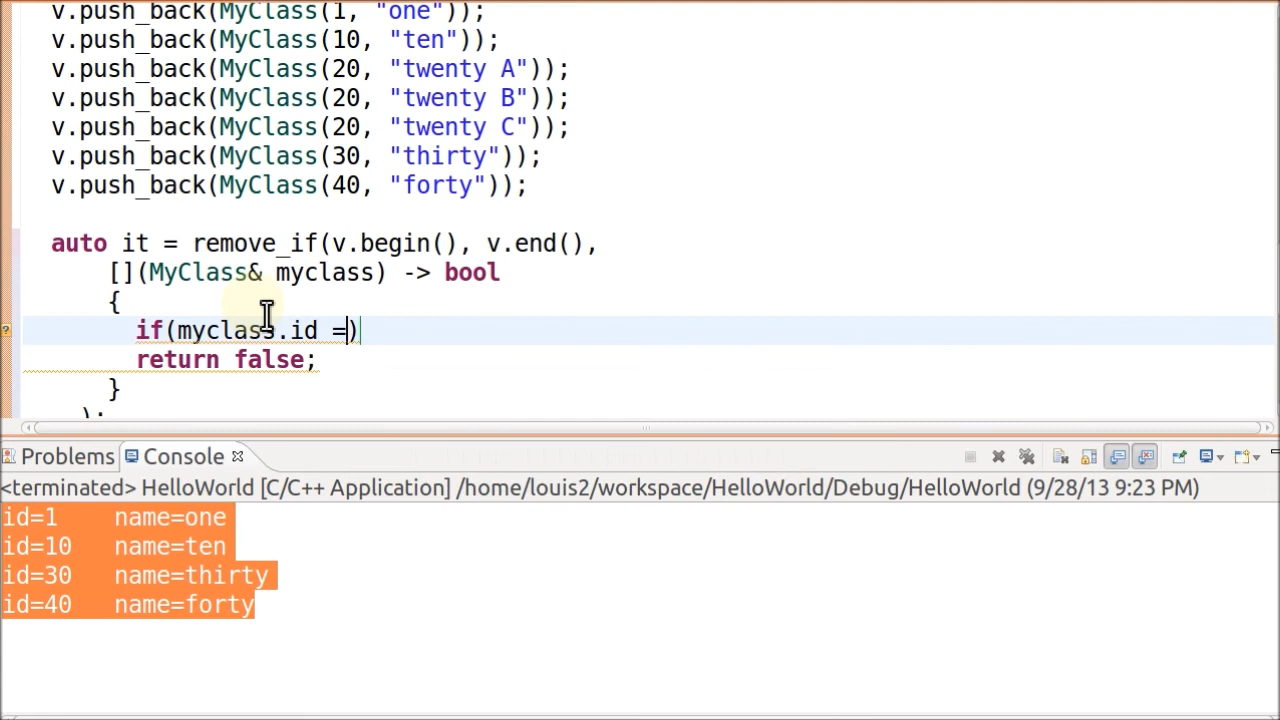 v.push_back(MyClass(1, "one"));
v.push_back(MyClass(10, "ten"));
v.push_back(MyClass(20, "twenty A"));
v.push_back(MyClass(20, "twenty B"));
v.push_back(MyClass(20, "twenty C"));
v.push_back(MyClass(30, "thirty"));
v.push_back(MyClass(40, "forty"));
auto it = remove_if(v.begin(), v.end(),
[](MyClass& myclass) -> bool
{
if(myclass.id =)
return false;
}
);
Problems Console
<terminated> HelloWorld [C/C++ Application] /home/louis2/workspace/HelloWorld/Debug/HelloWorld (9/28/13 9:23 PM)
id=1 name=one
id=10 name=ten
id=30 name=thirty
id=40 name=forty